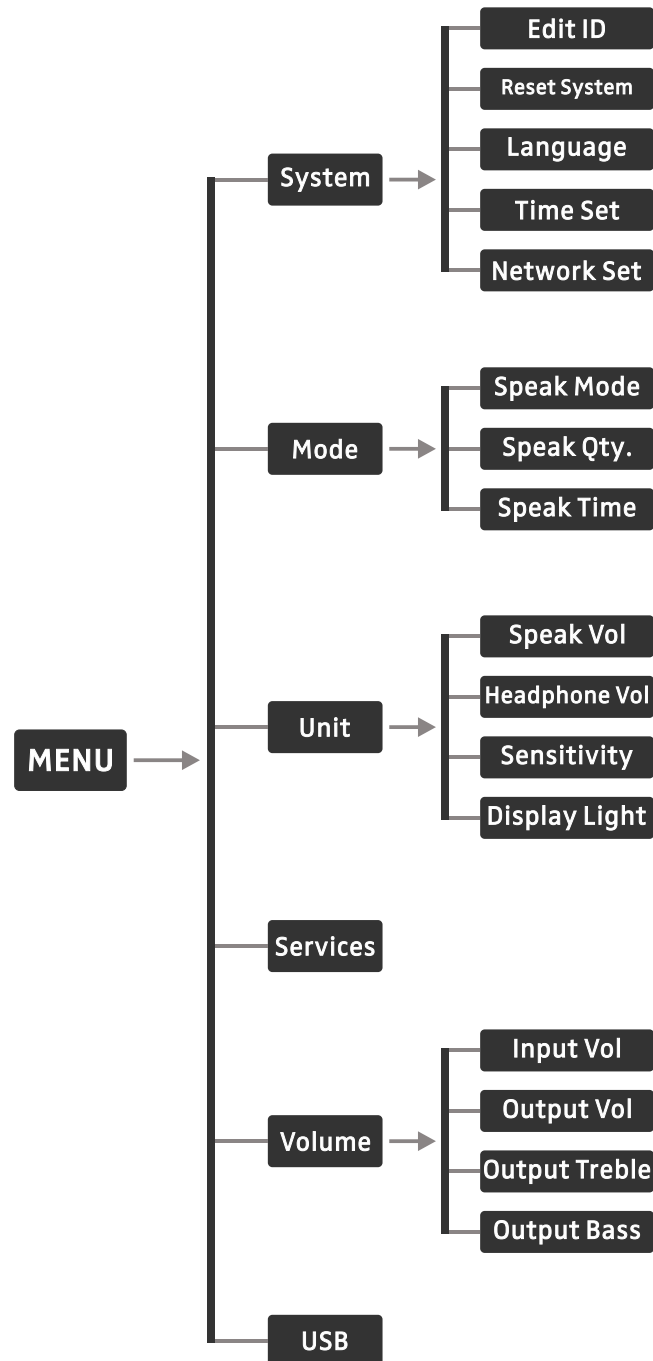 MENU
System
Edit ID
Reset System
Language
Time Set
Network Set
Mode
Speak Mode
Speak Qty.
Speak Time
Unit
Speak Vol
Headphone Vol
Sensitivity
Display Light
Services
Volume
Input Vol
Output Vol
Output Treble
Output Bass
USB